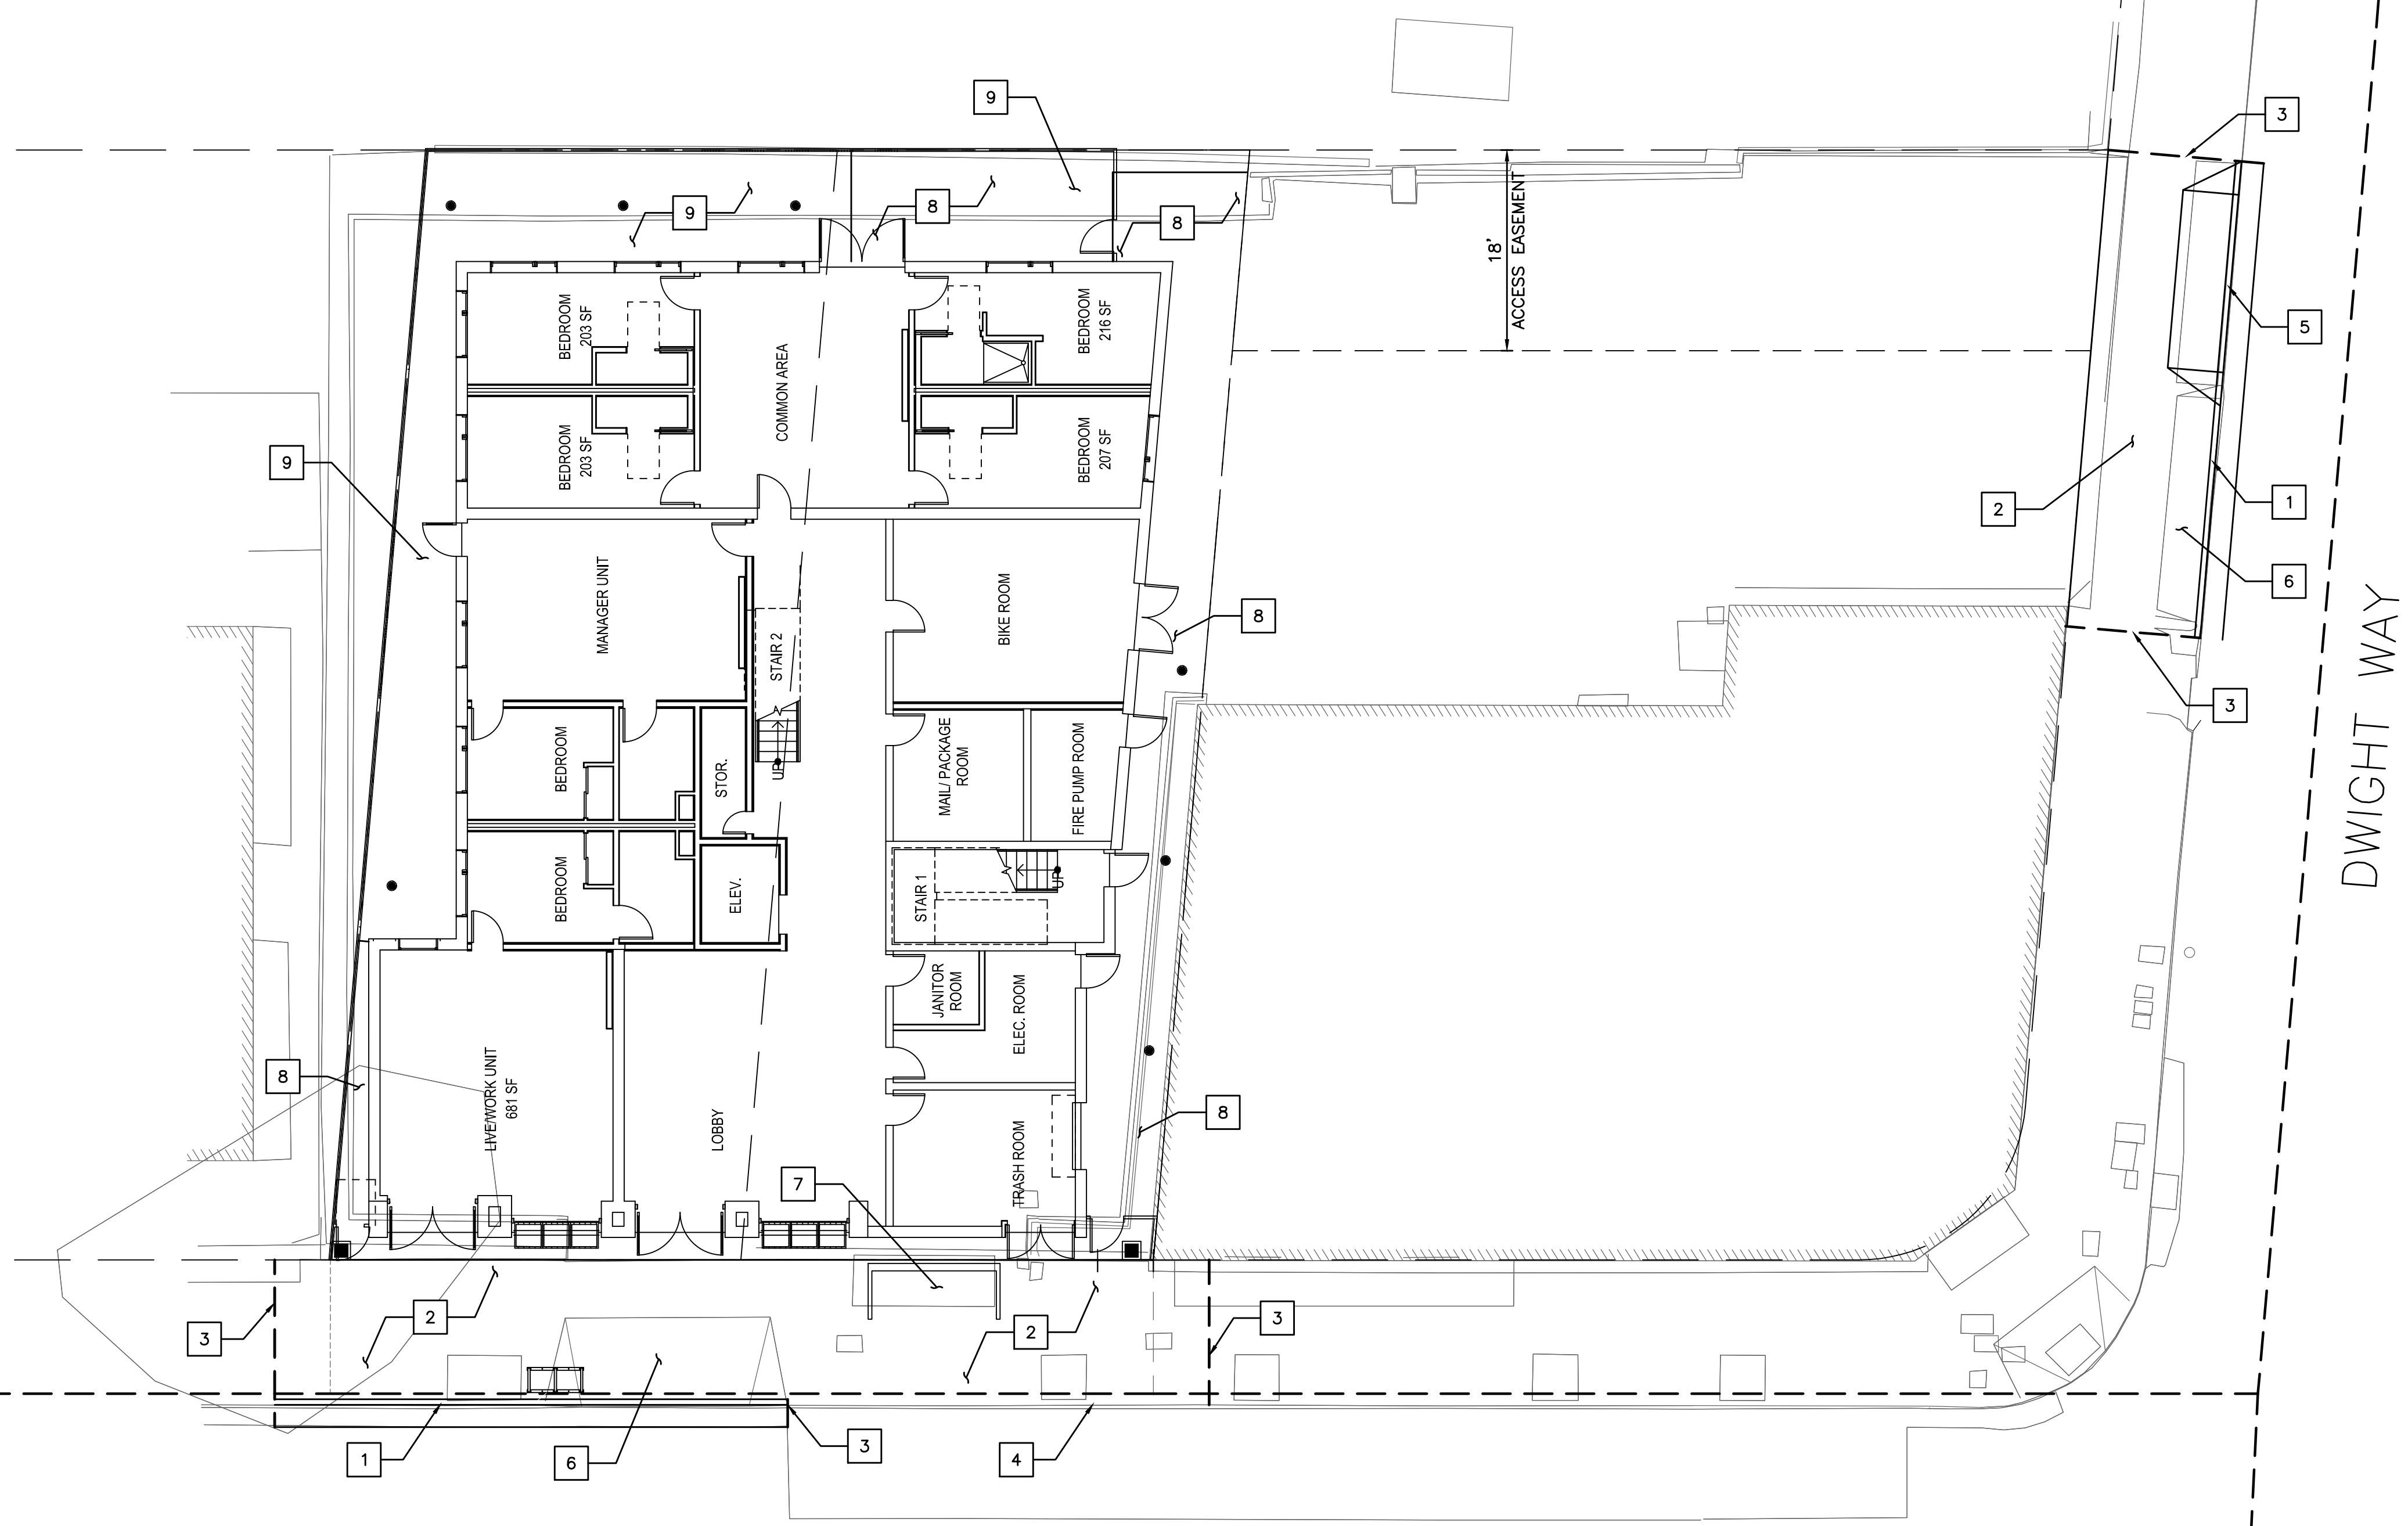 9
3
9
8
8
18'
ACCESS EASEMENT
5
BEDROOM
203 SF
COMMON AREA
BEDROOM
216 SF
BEDROOM
203 SF
BEDROOM
207 SF
9
2
1
6
MANAGER UNIT
STAIR 2
BIKE ROOM
8
DWIGHT WAY
3
BEDROOM
STOR.
UP
MAIL/ PACKAGE
ROOM
FIRE PUMP ROOM
BEDROOM
ELEV.
STAIR 1
UP
JANITOR
ROOM
ELEC. ROOM
8
LIVE/WORK UNIT
681 SF
LOBBY
TRASH ROOM
8
7
3
2
2
3
1
6
3
4